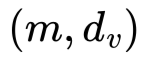 (m, d_v)